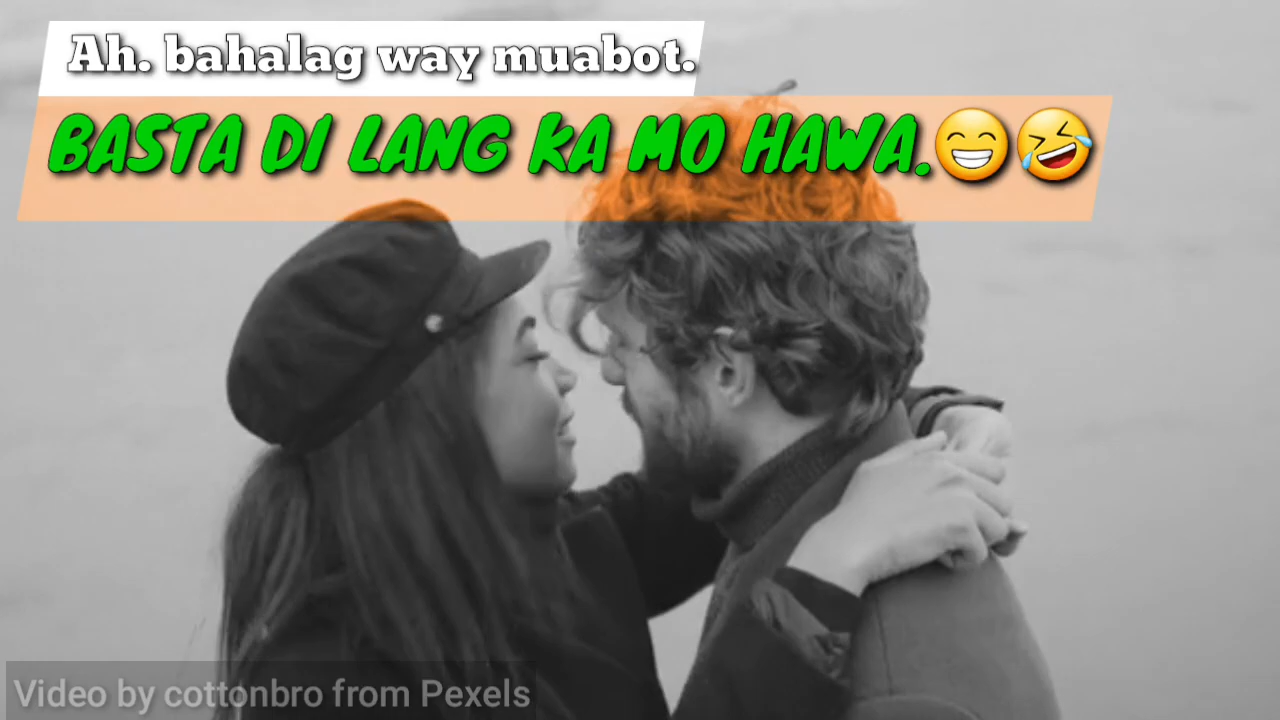 Ah. bahalag way muabot.
BASTA DI LANG KA MO HAWA.😁🤣
Video by cottonbro from Pexels